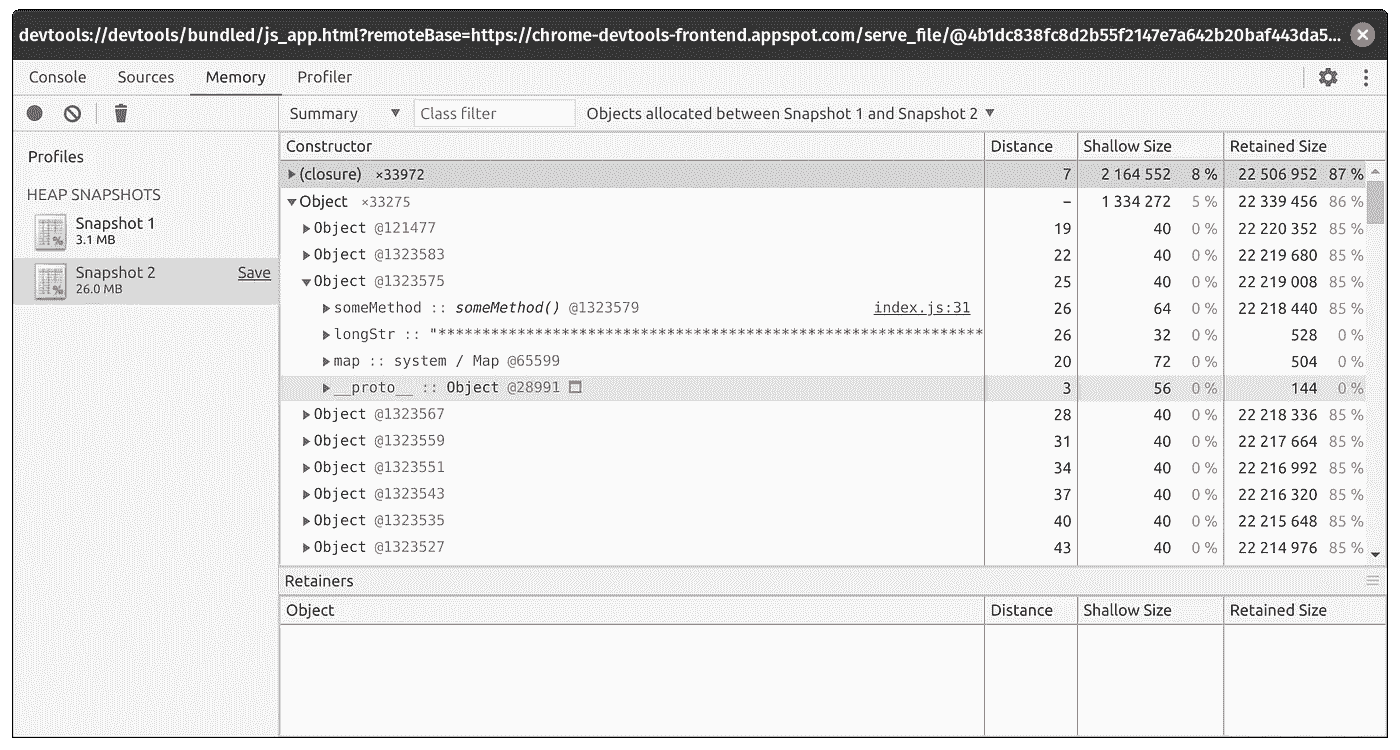 devtools://devtools/bundled/js_app.html?remoteBase=https://chrome-devtools-frontend.appspot.com/serve_file/@4b1dc838fc8d2b55f2147e7a642b20baf443da5...
Console Sources Memory Profiler
Summary Class filter Objects allocated between Snapshot 1 and Snapshot 2
Profiles
HEAP SNAPSHOTS
Snapshot 1
3.1 MB
Snapshot 2 Save
26.0 MB
Constructor Distance Shallow Size Retained Size
(closure) ×33972 7 2 164 552 8 % 22 506 952 87 %
Object ×33275 – 1 334 272 5 % 22 339 456 86 %
Object @121477 19 40 0 % 22 220 352 85 %
Object @1323583 22 40 0 % 22 219 680 85 %
Object @1323575 25 40 0 % 22 219 008 85 %
someMethod :: someMethod() @1323579 index.js:31 26 64 0 % 22 218 440 85 %
longStr :: "*************************************************************** 26 32 0 % 528 0 %
map :: system / Map @65599 20 72 0 % 504 0 %
__proto__ :: Object @28991 3 56 0 % 144 0 %
Object @1323567 28 40 0 % 22 218 336 85 %
Object @1323559 31 40 0 % 22 217 664 85 %
Object @1323551 34 40 0 % 22 216 992 85 %
Object @1323543 37 40 0 % 22 216 320 85 %
Object @1323535 40 40 0 % 22 215 648 85 %
Object @1323527 43 40 0 % 22 214 976 85 %
Retainers
Object Distance Shallow Size Retained Size